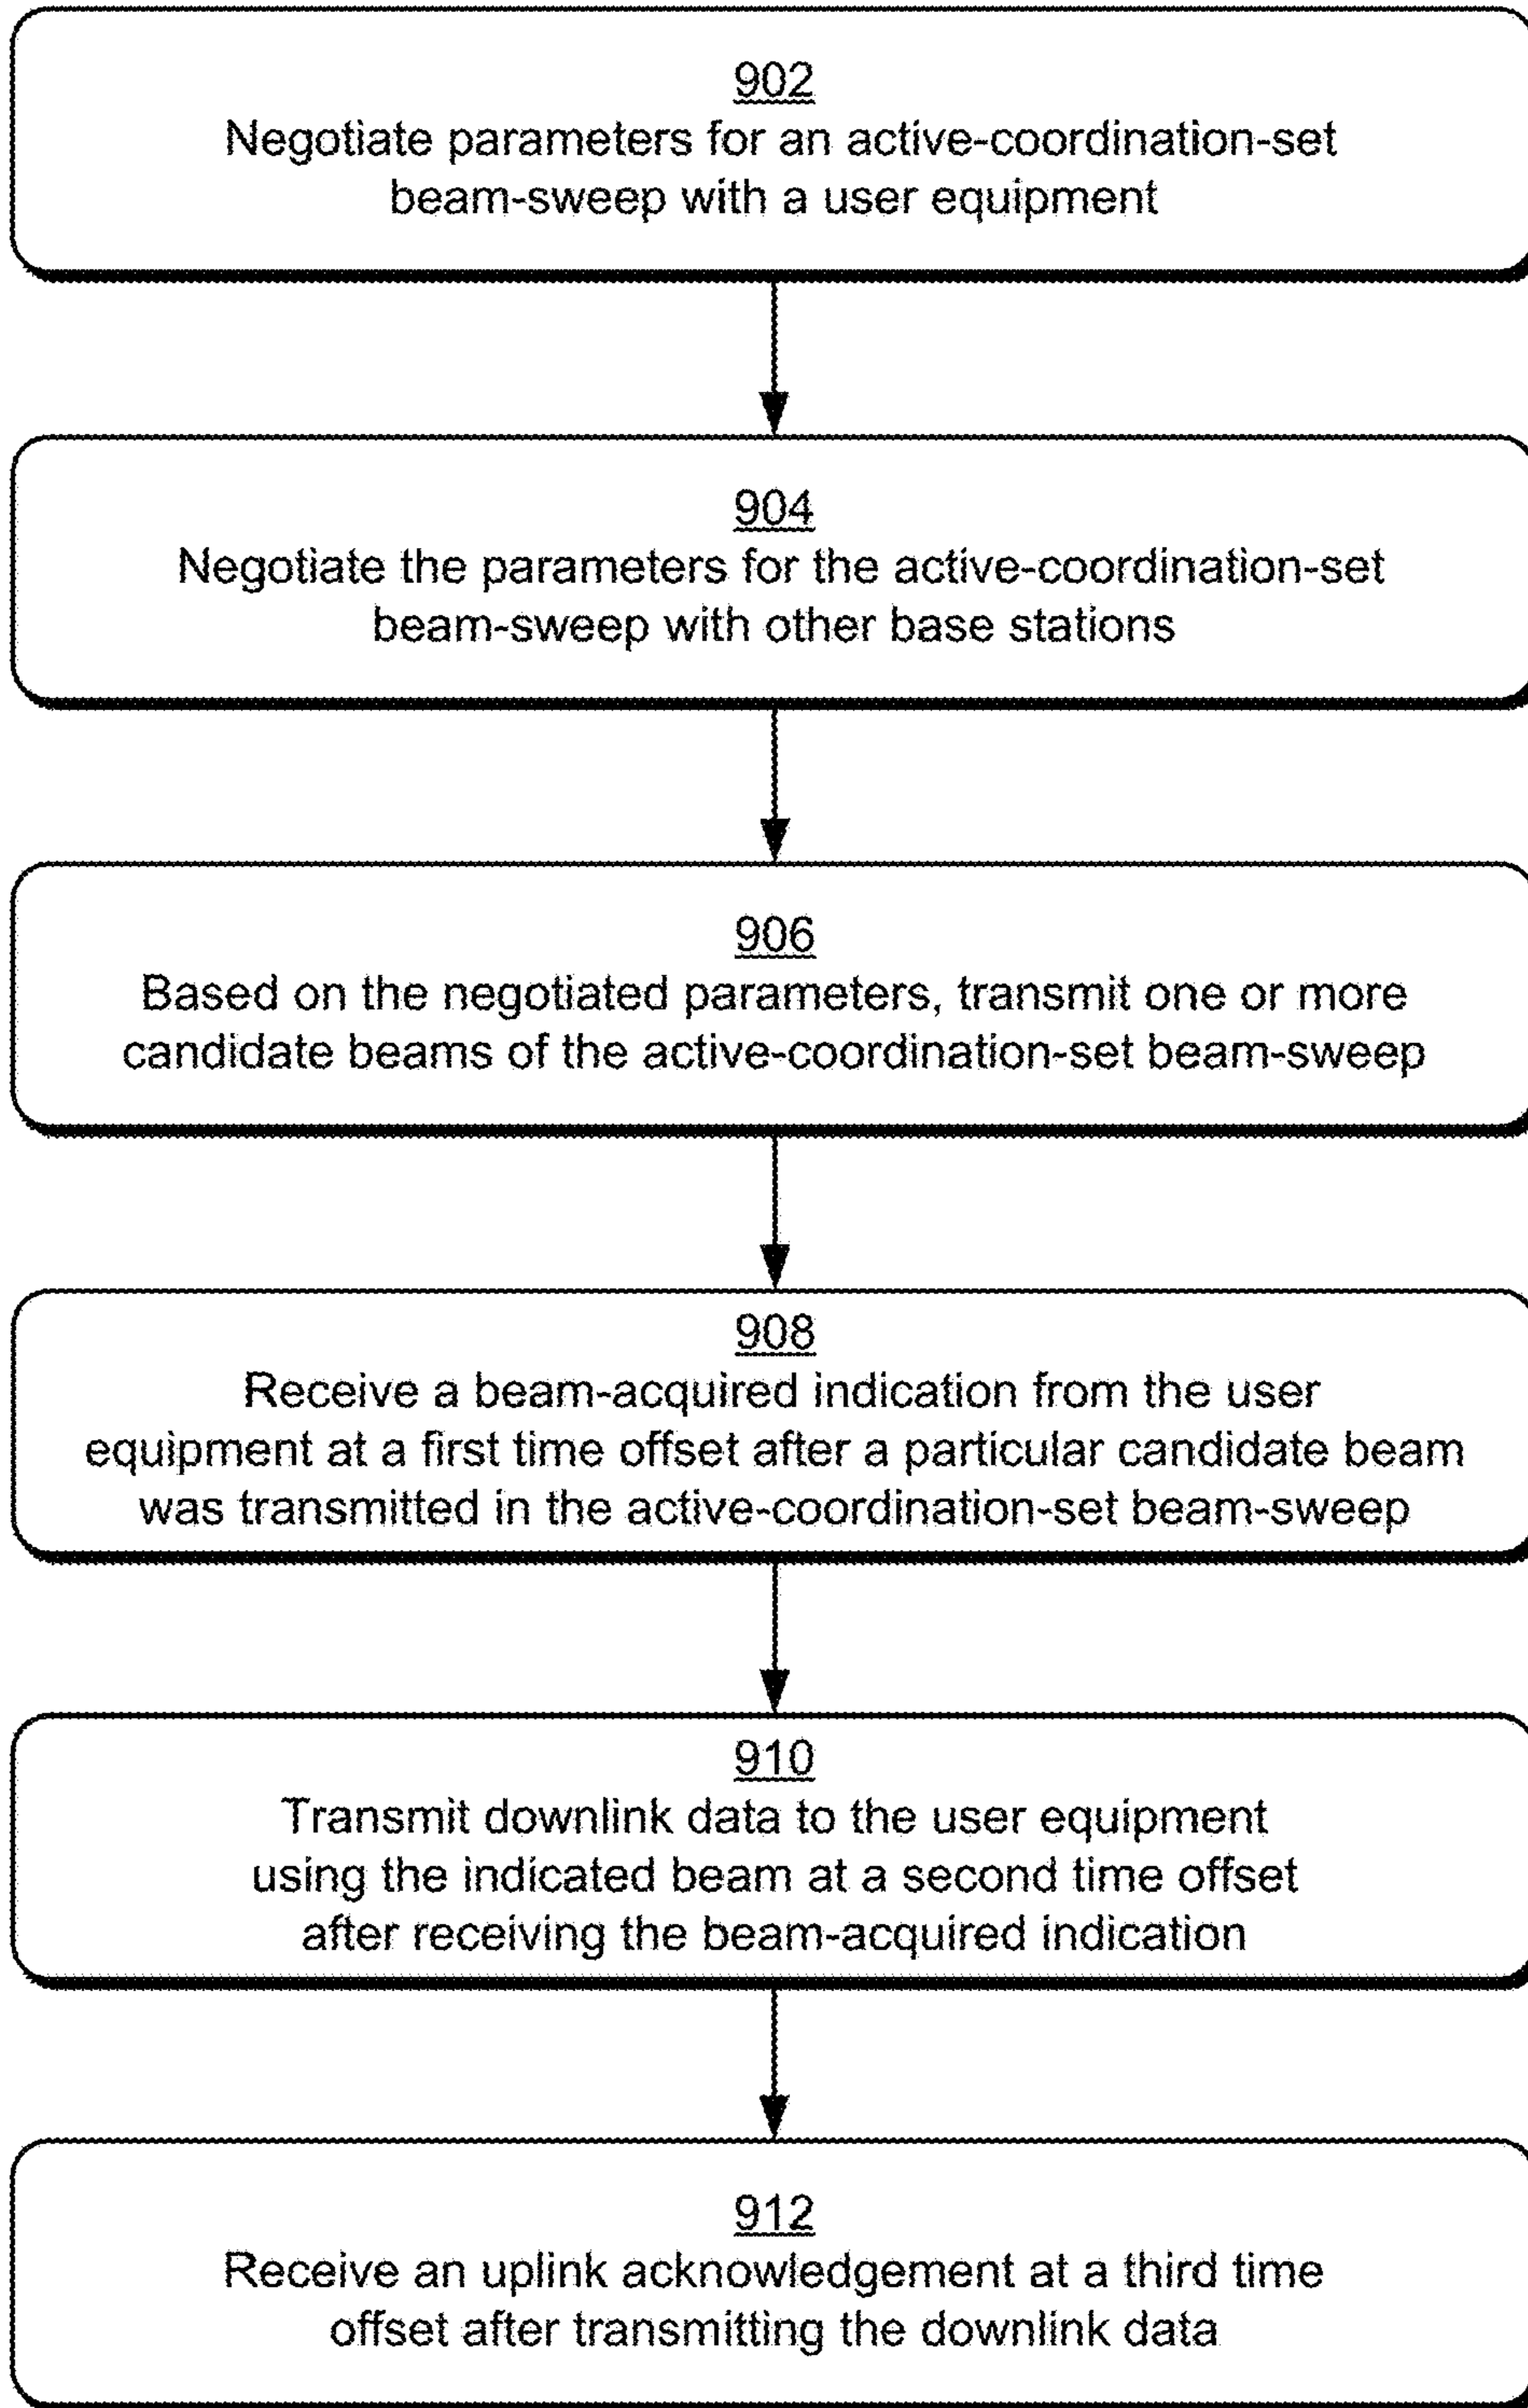 902
Negotiate parameters for an active-coordination-set
beam-sweep with a user equipment
904
Negotiate the parameters for the active-coordination-set
beam-sweep with other base stations
906
Based on the negotiated parameters, transmit one or more
candidate beams of the active-coordination-set beam-sweep
908
Receive a beam-acquired indication from the user
equipment at a first time offset after a particular candidate beam
was transmitted in the active-coordination-set beam-sweep
910
Transmit downlink data to the user equipment
using the indicated beam at a second time offset
after receiving the beam-acquired indication
912
Receive an uplink acknowledgement at a third time
offset after transmitting the downlink data